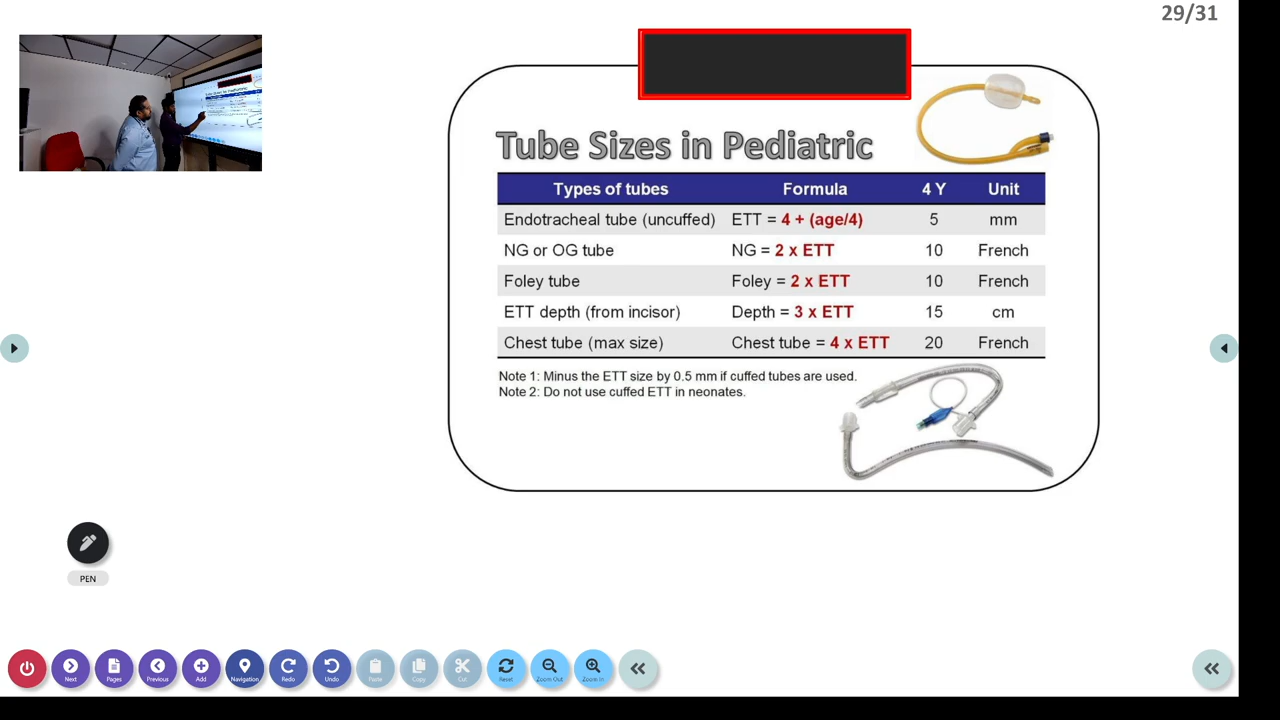 29/31
Tube Sizes in Pediatric
Types of tubes Formula 4 Y Unit
Endotracheal tube (uncuffed) ETT = 4 + (age/4) 5 mm
NG or OG tube NG = 2 x ETT 10 French
Foley tube Foley = 2 x ETT 10 French
ETT depth (from incisor) Depth = 3 x ETT 15 cm
Chest tube (max size) Chest tube = 4 x ETT 20 French
Note 1: Minus the ETT size by 0.5 mm if cuffed tubes are used.
Note 2: Do not use cuffed ETT in neonates.
PEN
Next Pages Previous Add Navigation Redo Undo Paste Copy Cut Reset Zoom Out Zoom In